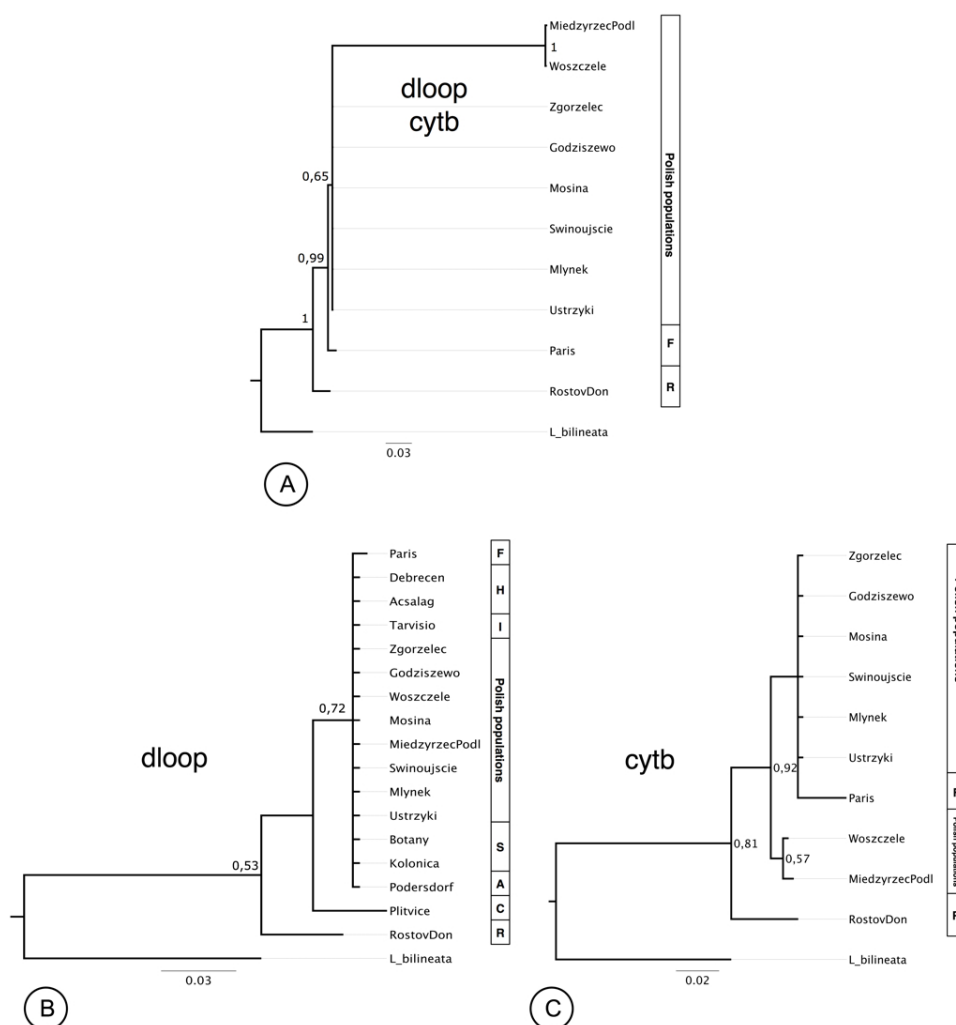 MiedzyrzecPodl
1
Woszczele
dloop
cytb
Zgorzelec
Godziszewo
Polish populations
0,65
Mosina
Swinoujscie
0,99
Mlynek
Ustrzyki
1
Paris
F
RostovDon
R
L_bilineata
0.03
A
Paris
F
Debrecen
H
Acsalag
Tarvisio
I
Zgorzelec
Godziszewo
Woszczele
Polish populations
0,72
Mosina
MiedzyrzecPodl
dloop
Swinoujscie
Mlynek
Ustrzyki
Botany
S
Kolonica
0,53
Podersdorf
A
Plitvice
C
RostovDon
R
L_bilineata
0.03
B
Zgorzelec
Godziszewo
Mosina
Swinoujscie
Mlynek
cytb
Ustrzyki
0,92
Paris
Woszczele
0,81
0,57
Polish populations
MiedzyrzecPodl
RostovDon
L_bilineata
0.02
C